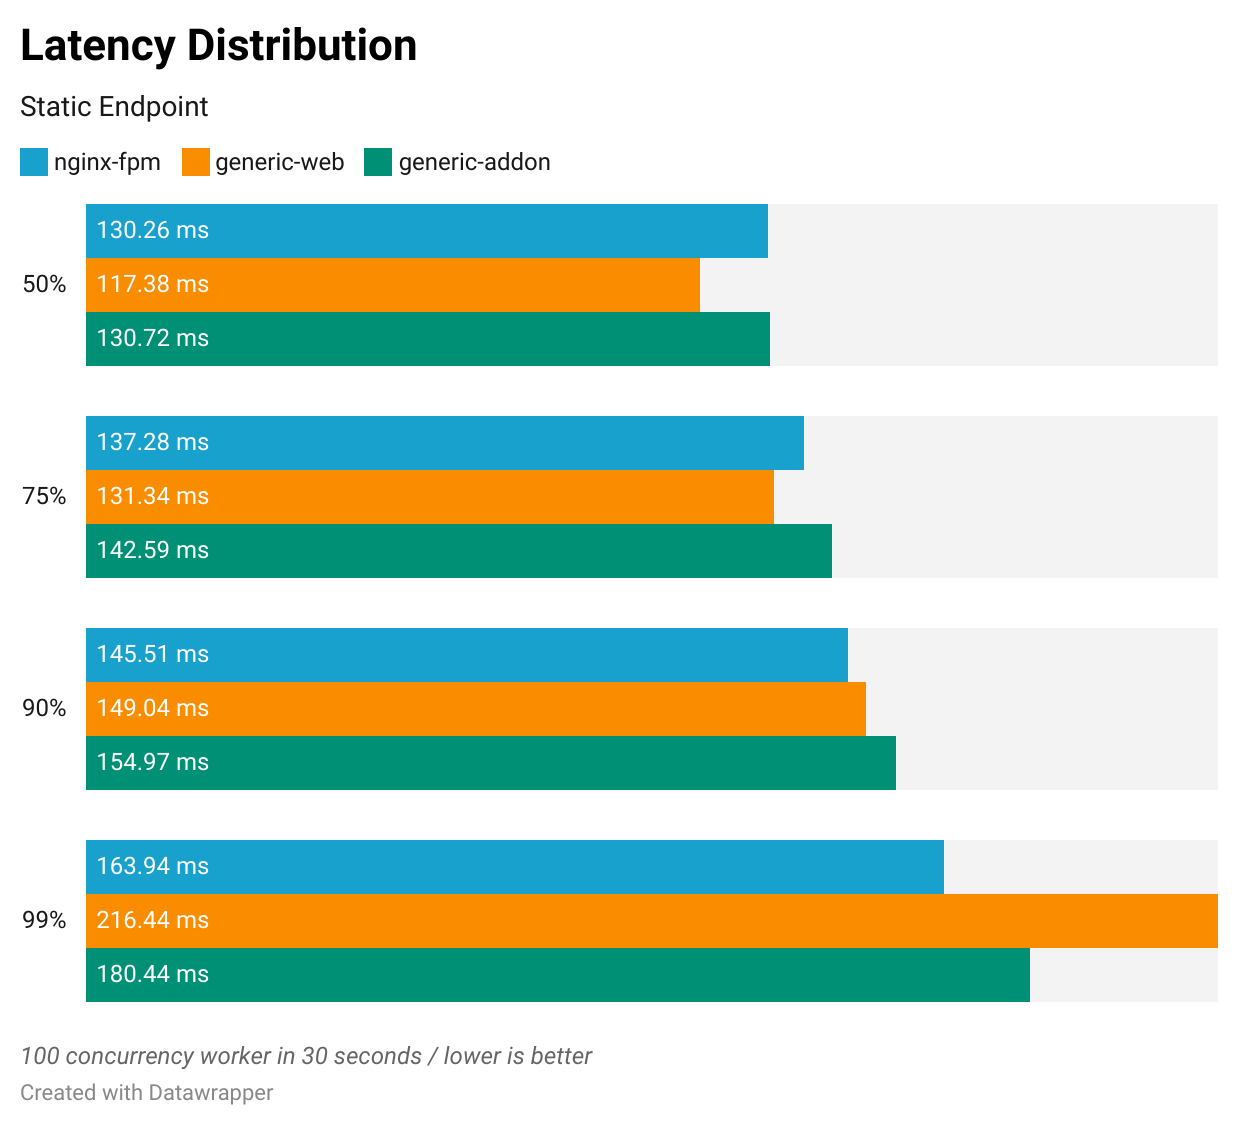 Latency Distribution
Static Endpoint
nginx-fpm generic-web generic-addon
130.26 ms
50% 117.38 ms
130.72 ms
137.28 ms
75% 131.34 ms
142.59 ms
145.51 ms
90% 149.04 ms
154.97 ms
163.94 ms
99% 216.44 ms
180.44 ms
100 concurrency worker in 30 seconds / lower is better
Created with Datawrapper